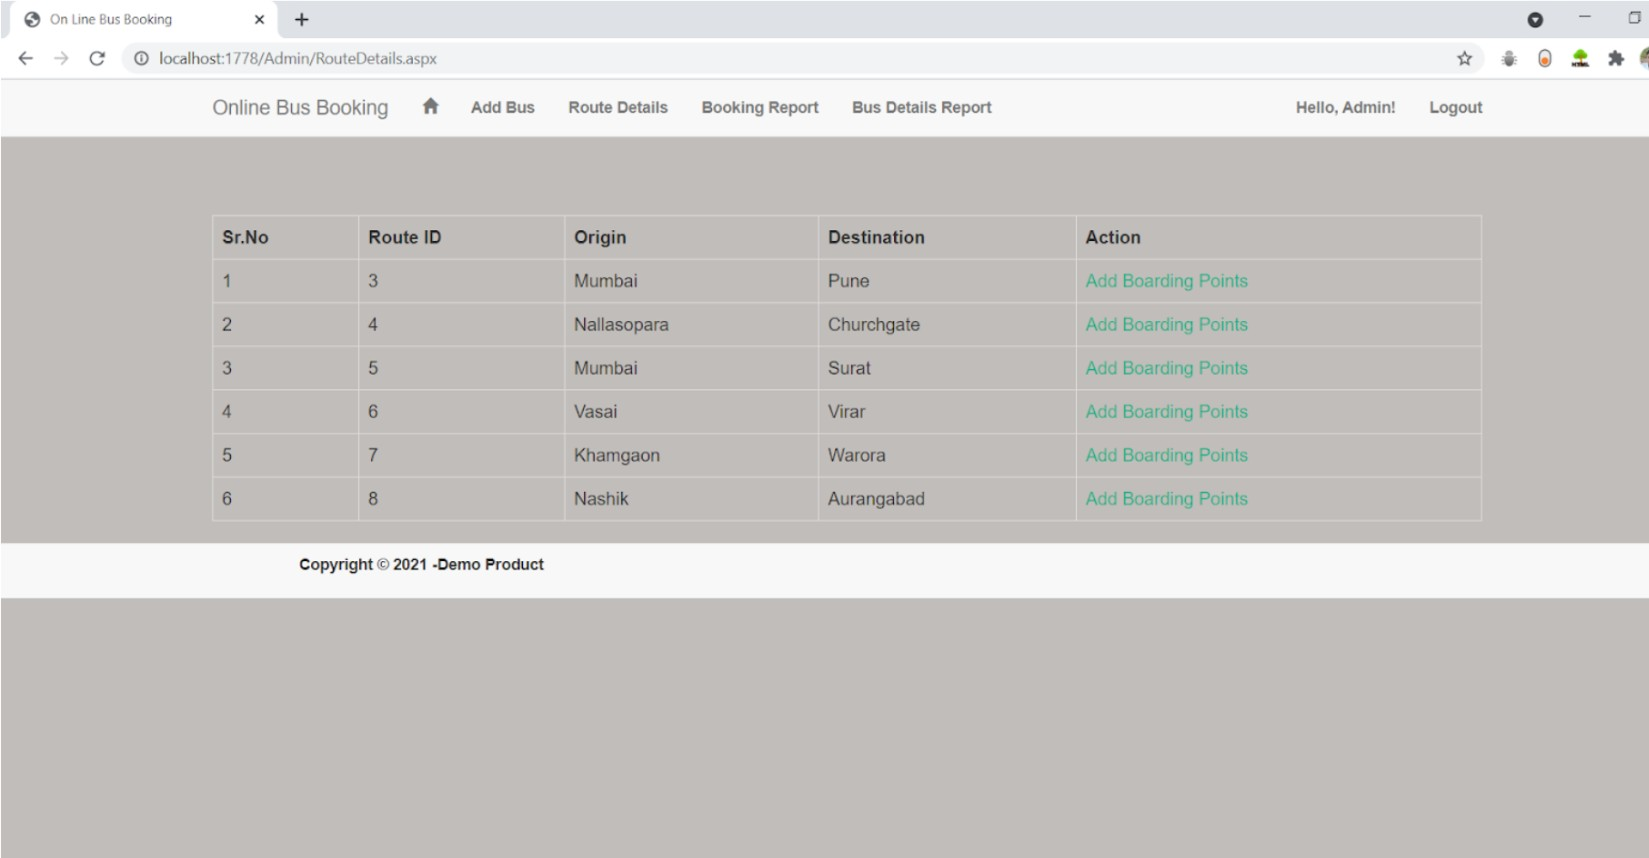 On Line Bus Booking
localhost:1778/Admin/RouteDetails.aspx
Online Bus Booking Add Bus Route Details Booking Report Bus Details Report Hello, Admin! Logout
Sr.No Route ID Origin Destination Action
1 3 Mumbai Pune Add Boarding Points
2 4 Nallasopara Churchgate Add Boarding Points
3 5 Mumbai Surat Add Boarding Points
4 6 Vasai Virar Add Boarding Points
5 7 Khamgaon Warora Add Boarding Points
6 8 Nashik Aurangabad Add Boarding Points
Copyright © 2021 -Demo Product